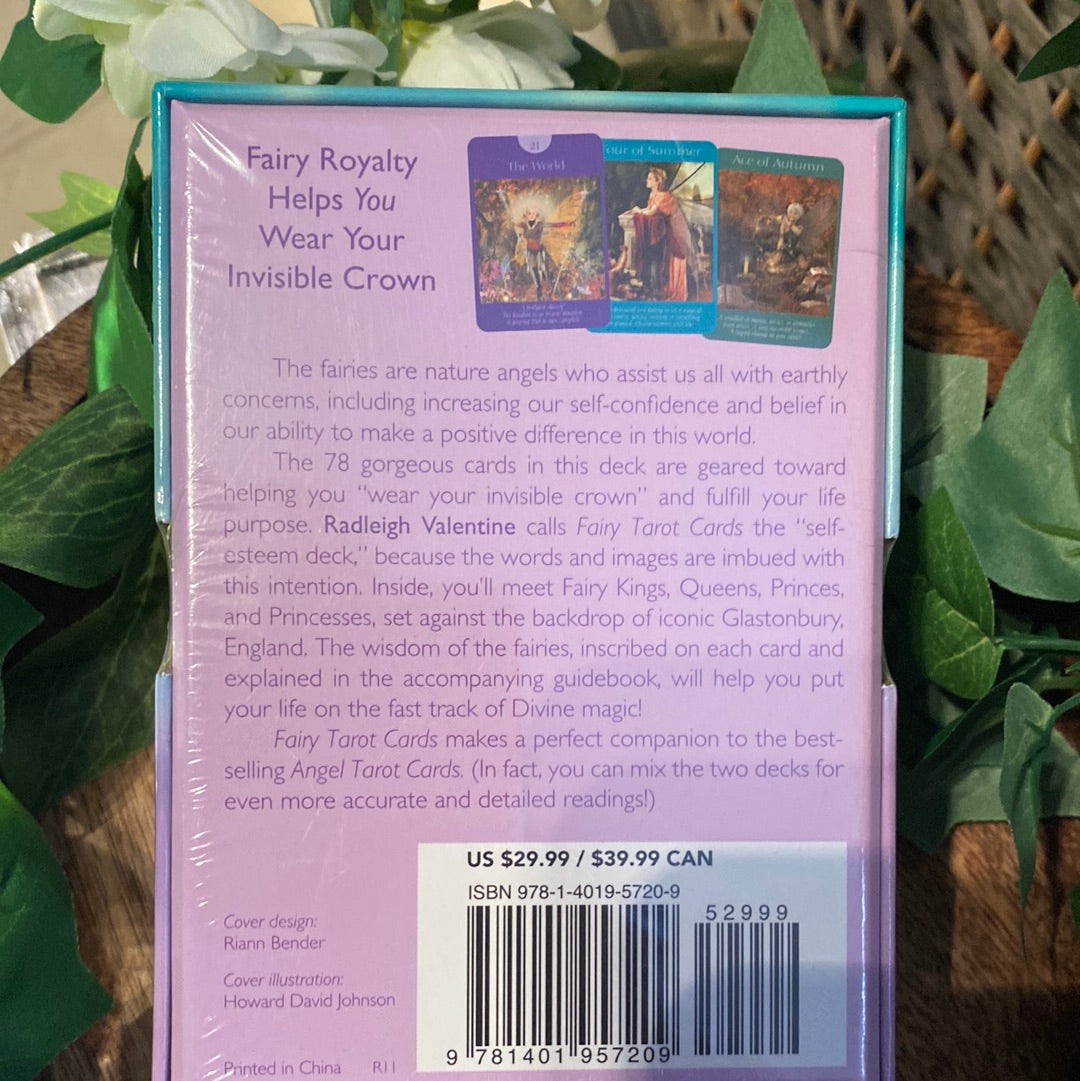 Fairy Royalty
Helps You
Wear Your
Invisible Crown
21
The World
our of Summer
Ace of Autumn
The fairies are nature angels who assist us all with earthly
concerns, including increasing our self-confidence and belief in
our ability to make a positive difference in this world.
The 78 gorgeous cards in this deck are geared toward
helping you "wear your invisible crown" and fulfill your life
purpose. Radleigh Valentine calls Fairy Tarot Cards the "self-
esteem deck," because the words and images are imbued with
this intention. Inside, you'll meet Fairy Kings, Queens, Princes,
and Princesses, set against the backdrop of iconic Glastonbury,
England. The wisdom of the fairies, inscribed on each card and
explained in the accompanying guidebook, will help you put
your life on the fast track of Divine magic!
Fairy Tarot Cards makes a perfect companion to the best-
selling Angel Tarot Cards. (In fact, you can mix the two decks for
even more accurate and detailed readings!)
US $29.99 / $39.99 CAN
ISBN 978-1-4019-5720-9
52999
9 781401 957209
Cover design:
Riann Bender
Cover illustration:
Howard David Johnson
Printed in China R11